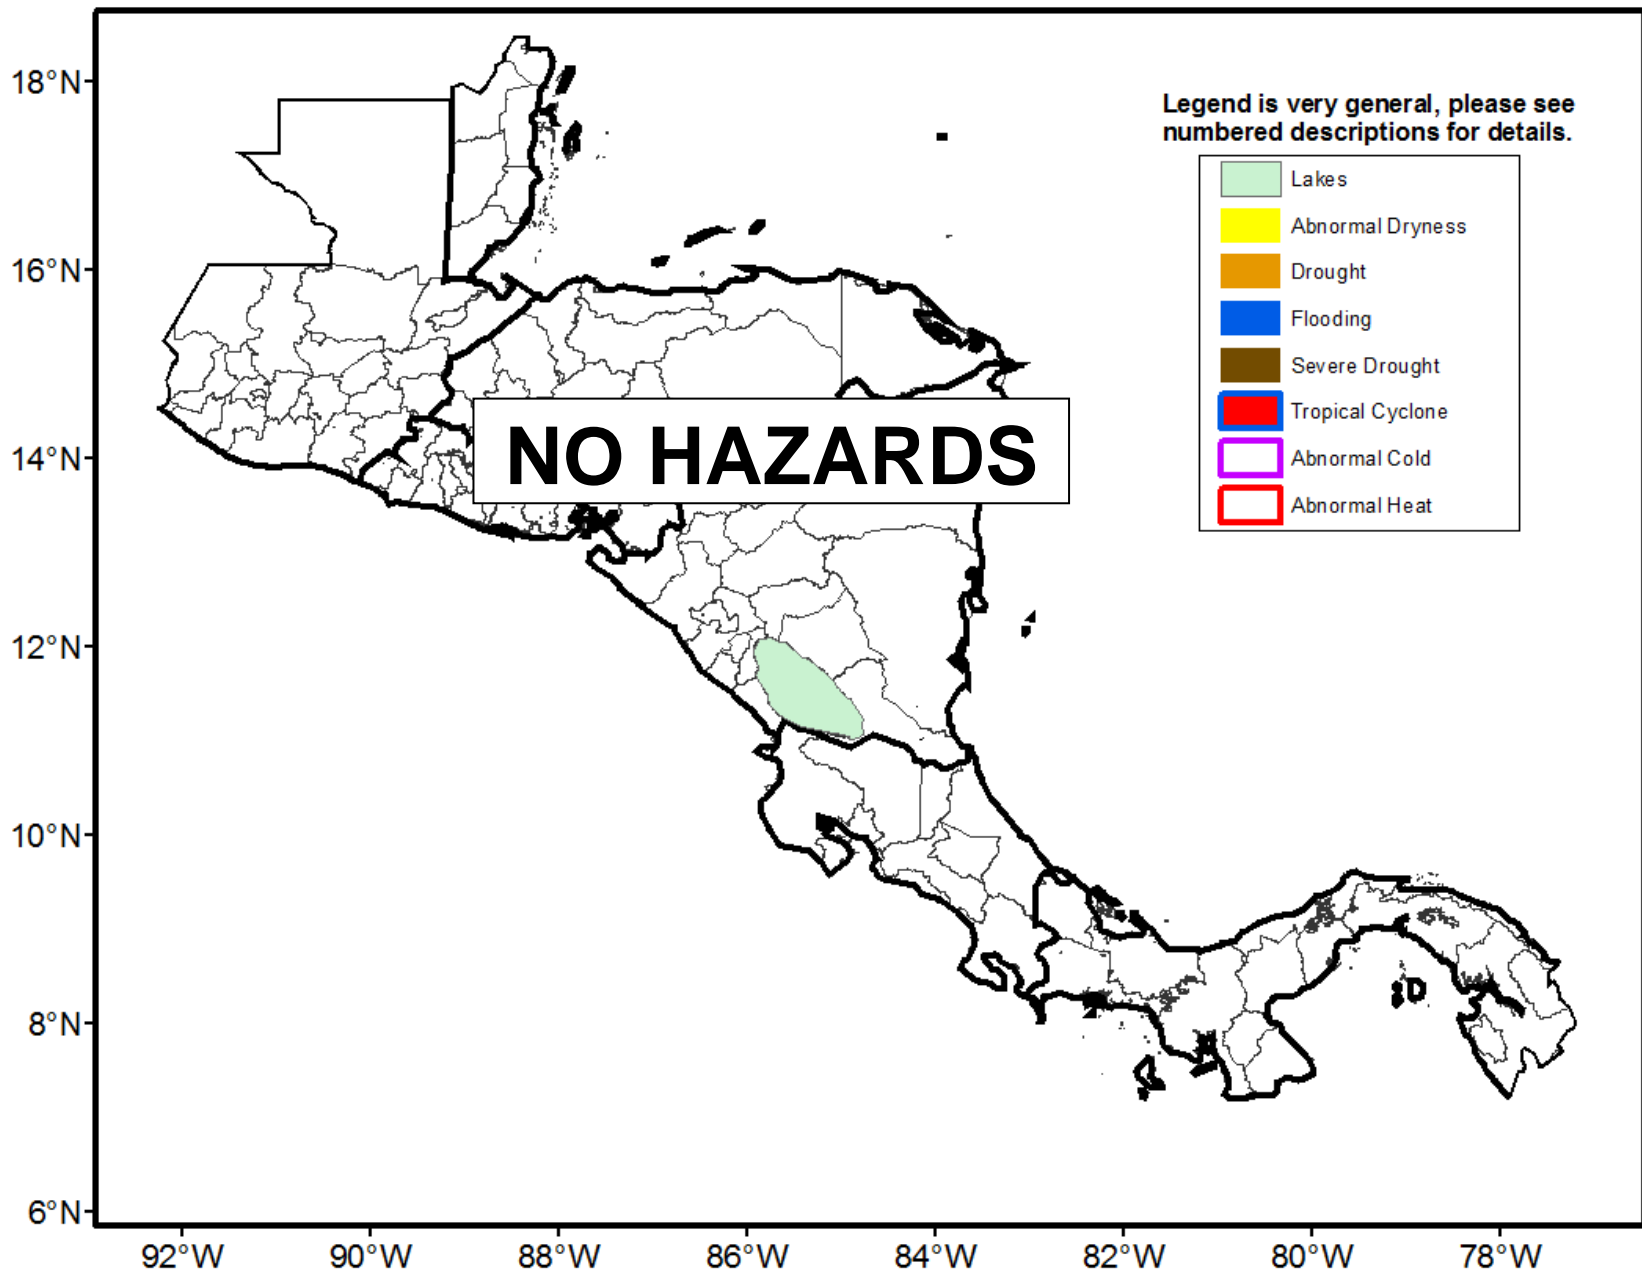 18°N
16°N
14°N
12°N
10°N
8°N
6°N
Legend is very general, please see
numbered descriptions for details.
Lakes
Abnormal Dryness
Drought
Flooding
Severe Drought
Tropical Cyclone
Abnormal Cold
Abnormal Heat
NO HAZARDS
92°W
90°W
88°W
86°W
84°W
82°W
80°W
78°W